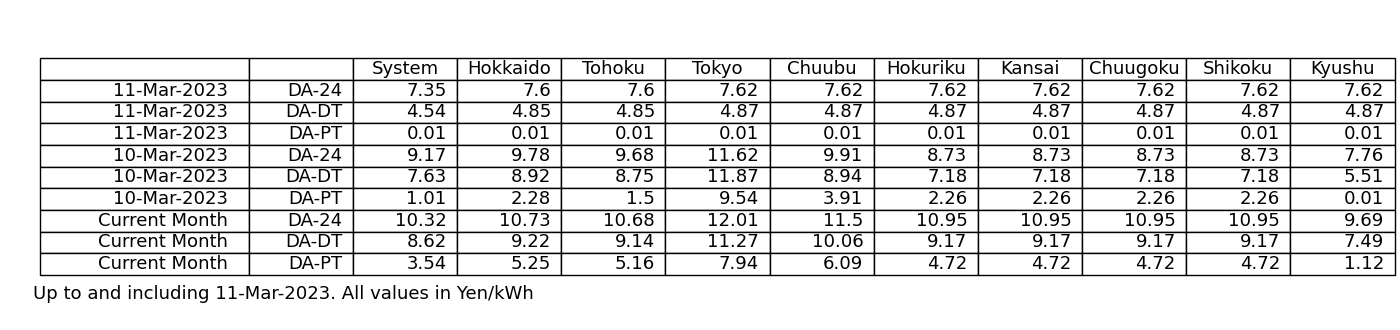 System Hokkaido Tohoku Tokyo Chuubu Hokuriku Kansai Chuugoku Shikoku Kyushu
11-Mar-2023 DA-24 7.35 7.6 7.6 7.62 7.62 7.62 7.62 7.62 7.62 7.62
11-Mar-2023 DA-DT 4.54 4.85 4.85 4.87 4.87 4.87 4.87 4.87 4.87 4.87
11-Mar-2023 DA-PT 0.01 0.01 0.01 0.01 0.01 0.01 0.01 0.01 0.01 0.01
10-Mar-2023 DA-24 9.17 9.78 9.68 11.62 9.91 8.73 8.73 8.73 8.73 7.76
10-Mar-2023 DA-DT 7.63 8.92 8.75 11.87 8.94 7.18 7.18 7.18 7.18 5.51
10-Mar-2023 DA-PT 1.01 2.28 1.5 9.54 3.91 2.26 2.26 2.26 2.26 0.01
Current Month DA-24 10.32 10.73 10.68 12.01 11.5 10.95 10.95 10.95 10.95 9.69
Current Month DA-DT 8.62 9.22 9.14 11.27 10.06 9.17 9.17 9.17 9.17 7.49
Current Month DA-PT 3.54 5.25 5.16 7.94 6.09 4.72 4.72 4.72 4.72 1.12
Up to and including 11-Mar-2023. All values in Yen/kWh